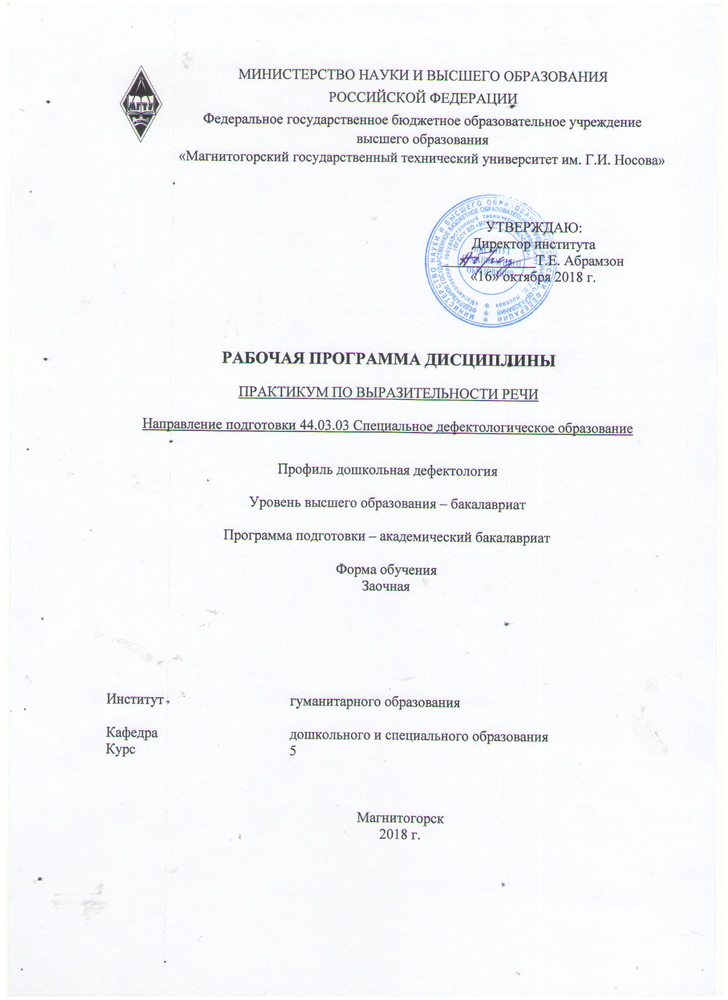 МИНИСТЕРСТВО НАУКИ И ВЫСШЕГО ОБРАЗОВАНИЯ
РОССИЙСКОЙ ФЕДЕРАЦИИ
Федеральное государственное бюджетное образовательное учреждение
высшего образования
«Магнитогорский государственный технический университет им. Г.И. Носова»
МГТУ
УТВЕРЖДАЮ:
Директор института
Т.Е. Абрамзон
«16» октября 2018 г.
РАБОЧАЯ ПРОГРАММА ДИСЦИПЛИНЫ
ПРАКТИКУМ ПО ВЫРАЗИТЕЛЬНОСТИ РЕЧИ
Направление подготовки 44.03.03 Специальное дефектологическое образование
Профиль дошкольная дефектология
Уровень высшего образования – бакалавриат
Программа подготовки – академический бакалавриат
Форма обучения
Заочная
Институт гуманитарного образования
Кафедра дошкольного и специального образования
Курс 5
Магнитогорск
2018 г.